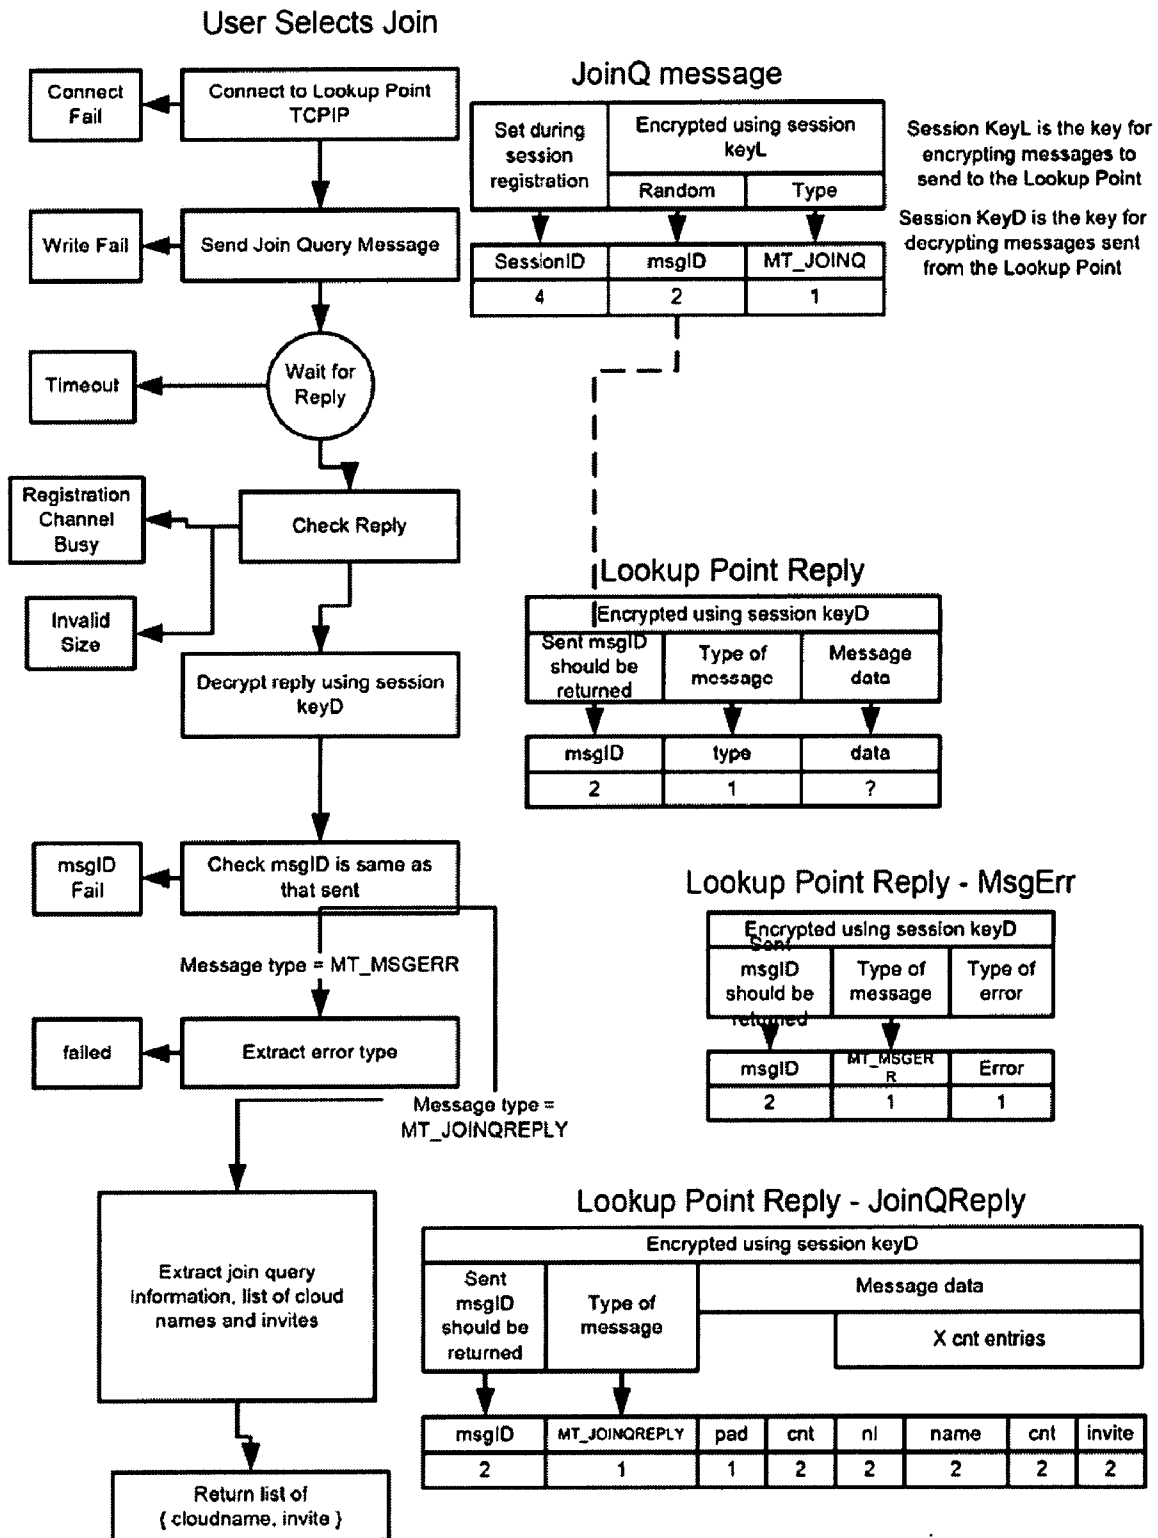 User Selects Join
Connect
Fail
Connect to Lookup Point
TCPIP
Write Fail
Send Join Query Message
Wait for
Reply
Timeout
Registration
Channel
Busy
Check Reply
Invalid
Size
Decrypt reply using session
keyD
msgID
Fail
Check msgID is same as
that sent
Message type = MT_MSGERR
failed
Extract error type
Message type =
MT_JOINQREPLY
Extract join query
information, list of cloud
names and invites
Return list of
{ cloudname, invite }
JoinQ message
Set during
session
registration
Encrypted using session
keyL
Random
Type
SessionID
msgID
MT_JOINQ
4
2
1
Session KeyL is the key for
encrypting messages to
send to the Lookup Point
Session KeyD is the key for
decrypting messages sent
from the Lookup Point
Lookup Point Reply
Encrypted using session keyD
Sent msgID
should be
returned
Type of
message
Message
data
msgID
type
data
2
1
?
Lookup Point Reply - MsgErr
Encrypted using session keyD
Sent
msgID
should be
returned
Type of
message
Type of
error
msgID
MT_MSGER
R
Error
2
1
1
Lookup Point Reply - JoinQReply
Encrypted using session keyD
Sent
msgID
should be
returned
Type of
message
Message data
X cnt entries
msgID
MT_JOINQREPLY
pad
cnt
nl
name
cnt
invite
2
1
1
2
2
2
2
2